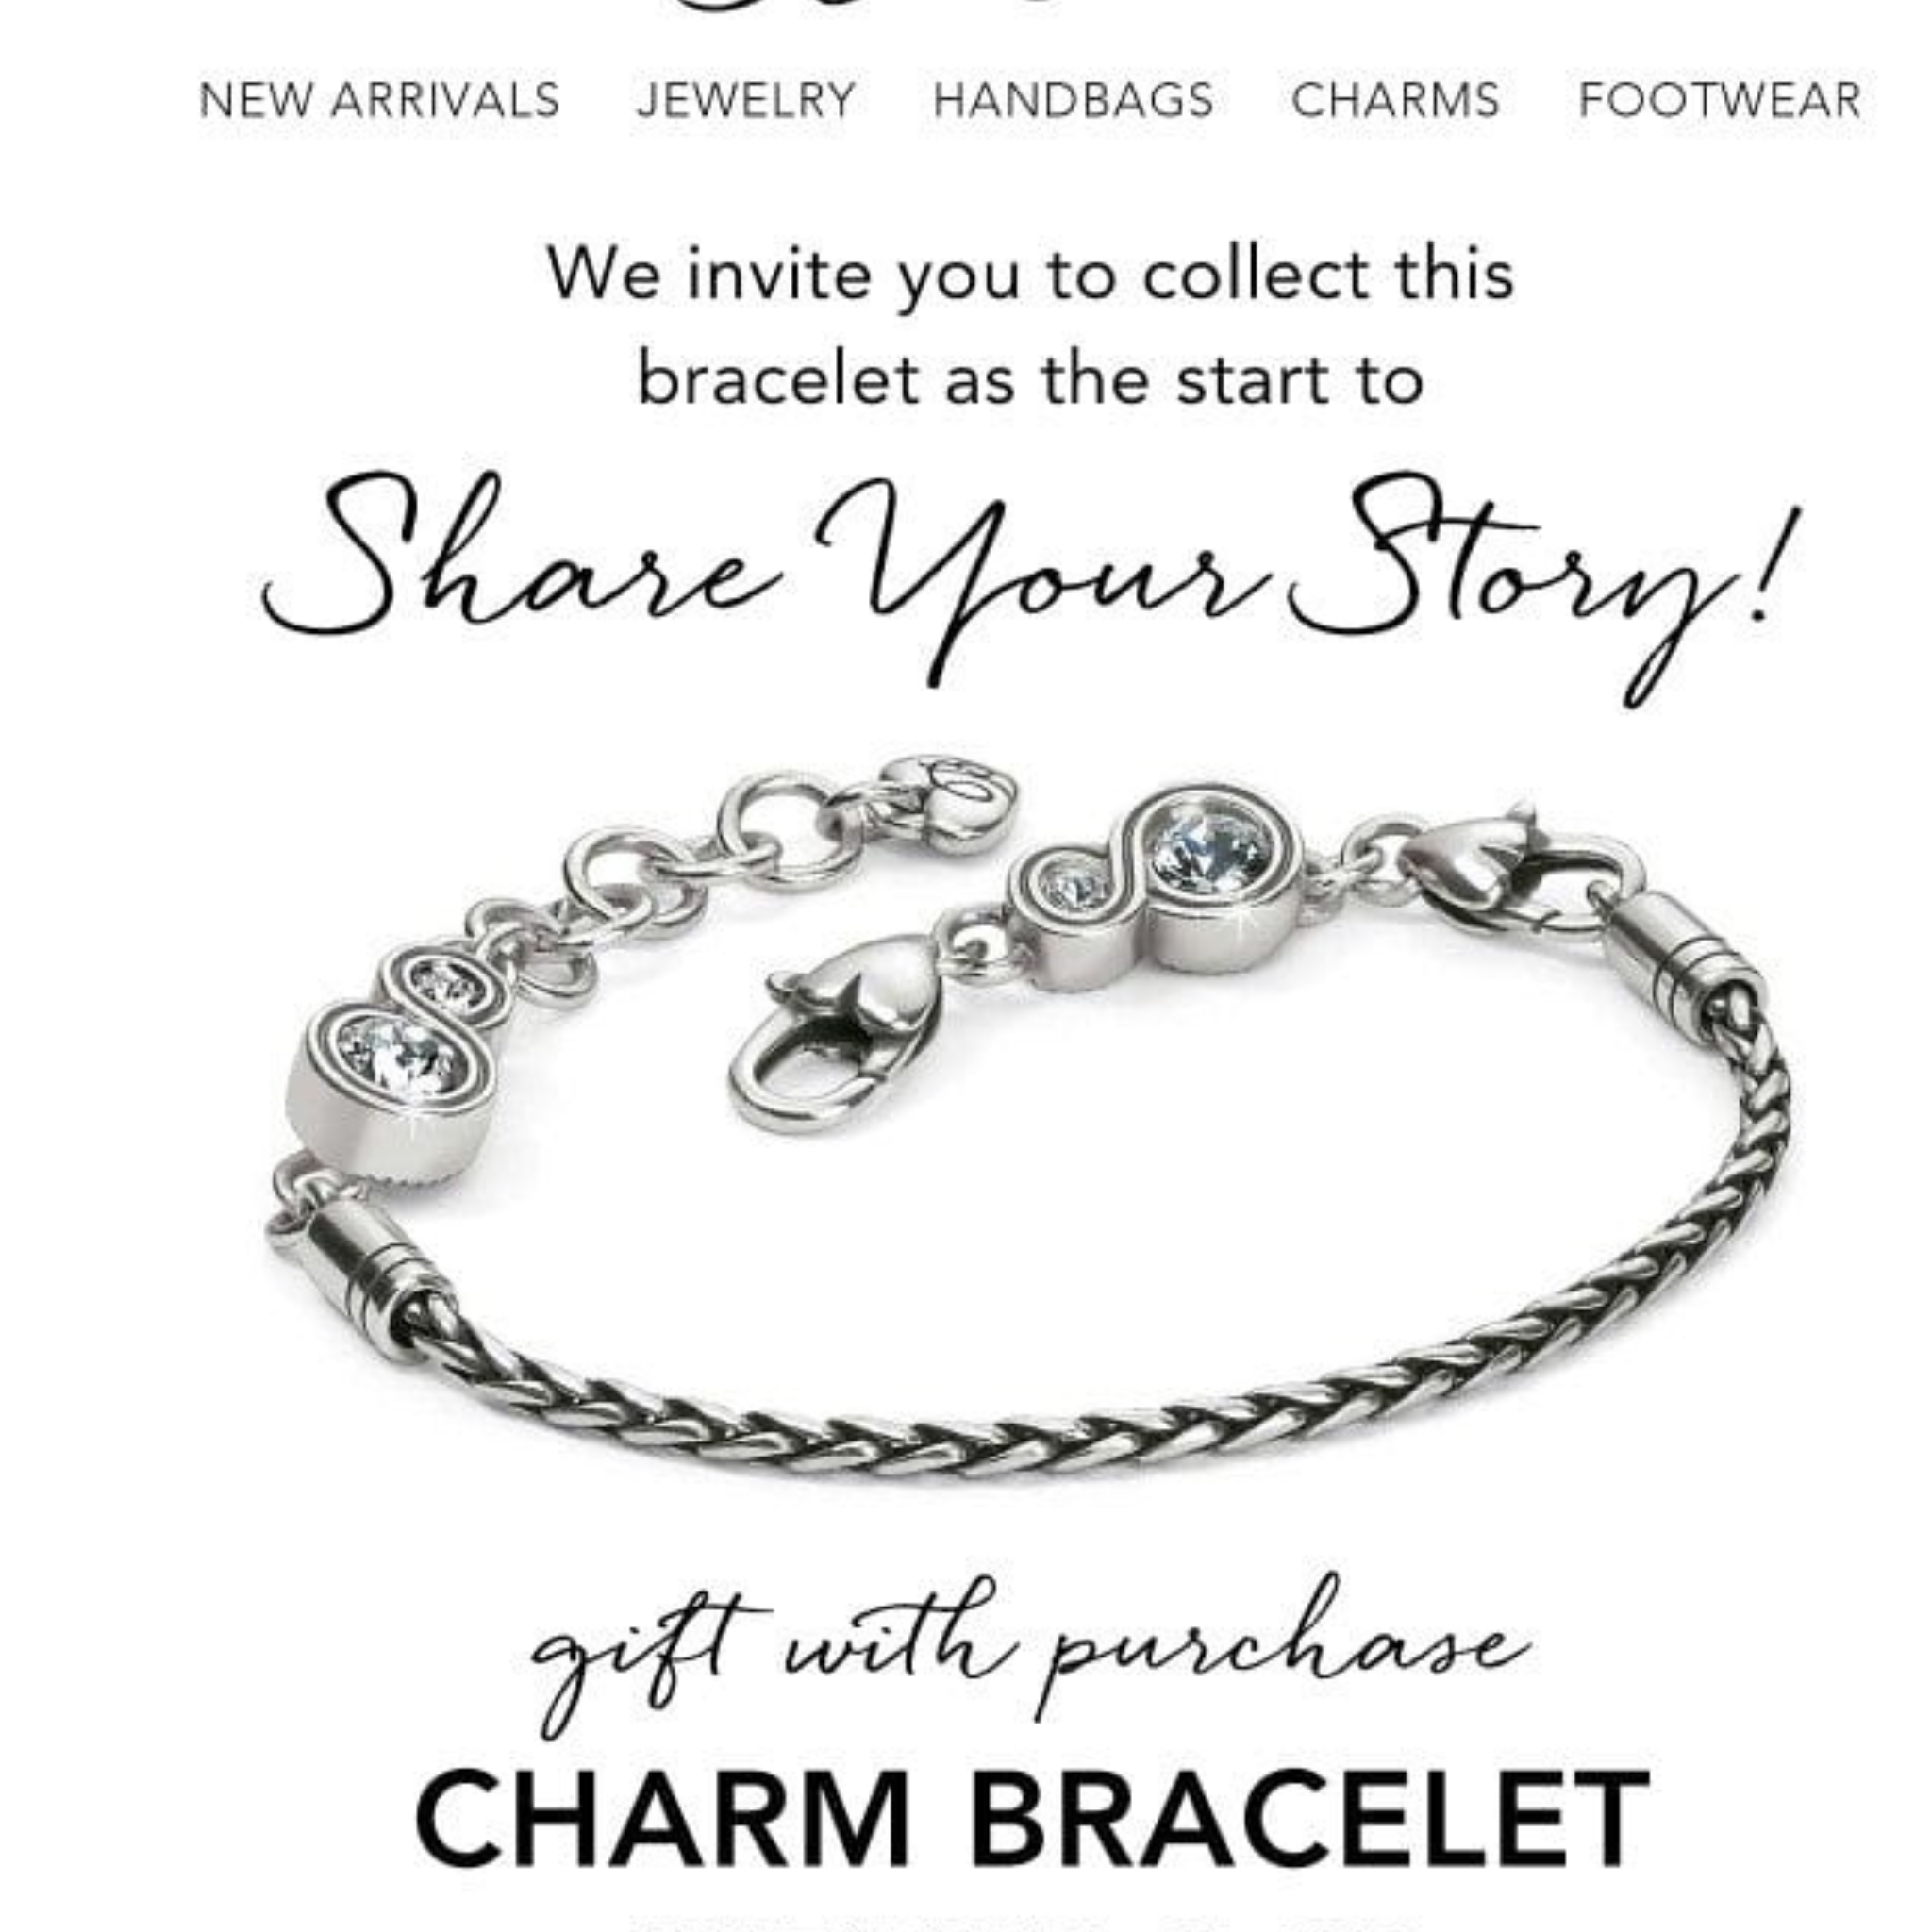 NEW ARRIVALS JEWELRY HANDBAGS CHARMS FOOTWEAR
We invite you to collect this
bracelet as the start to
Share Your Story!
gift with purchase
CHARM BRACELET